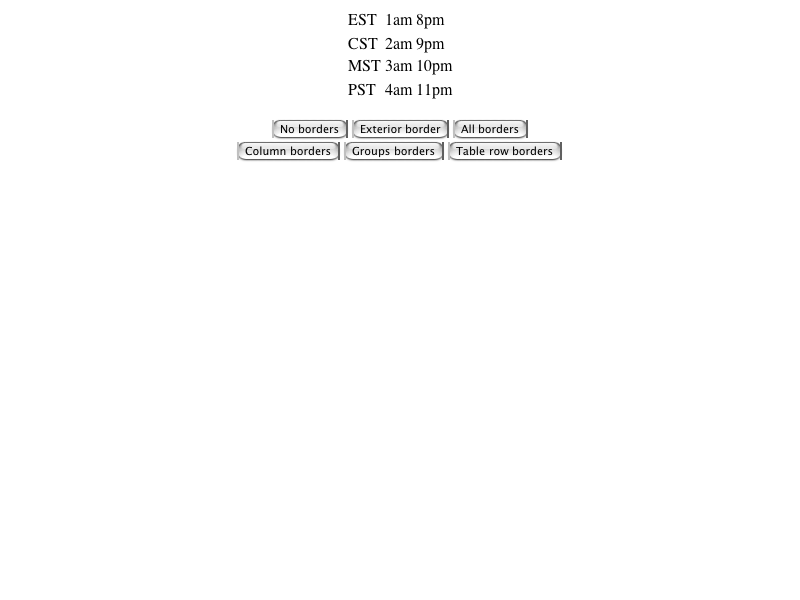 EST 1am 8pm
CST 2am 9pm
MST 3am 10pm
PST 4am 11pm
No borders Exterior border All borders
Column borders Groups borders Table row borders